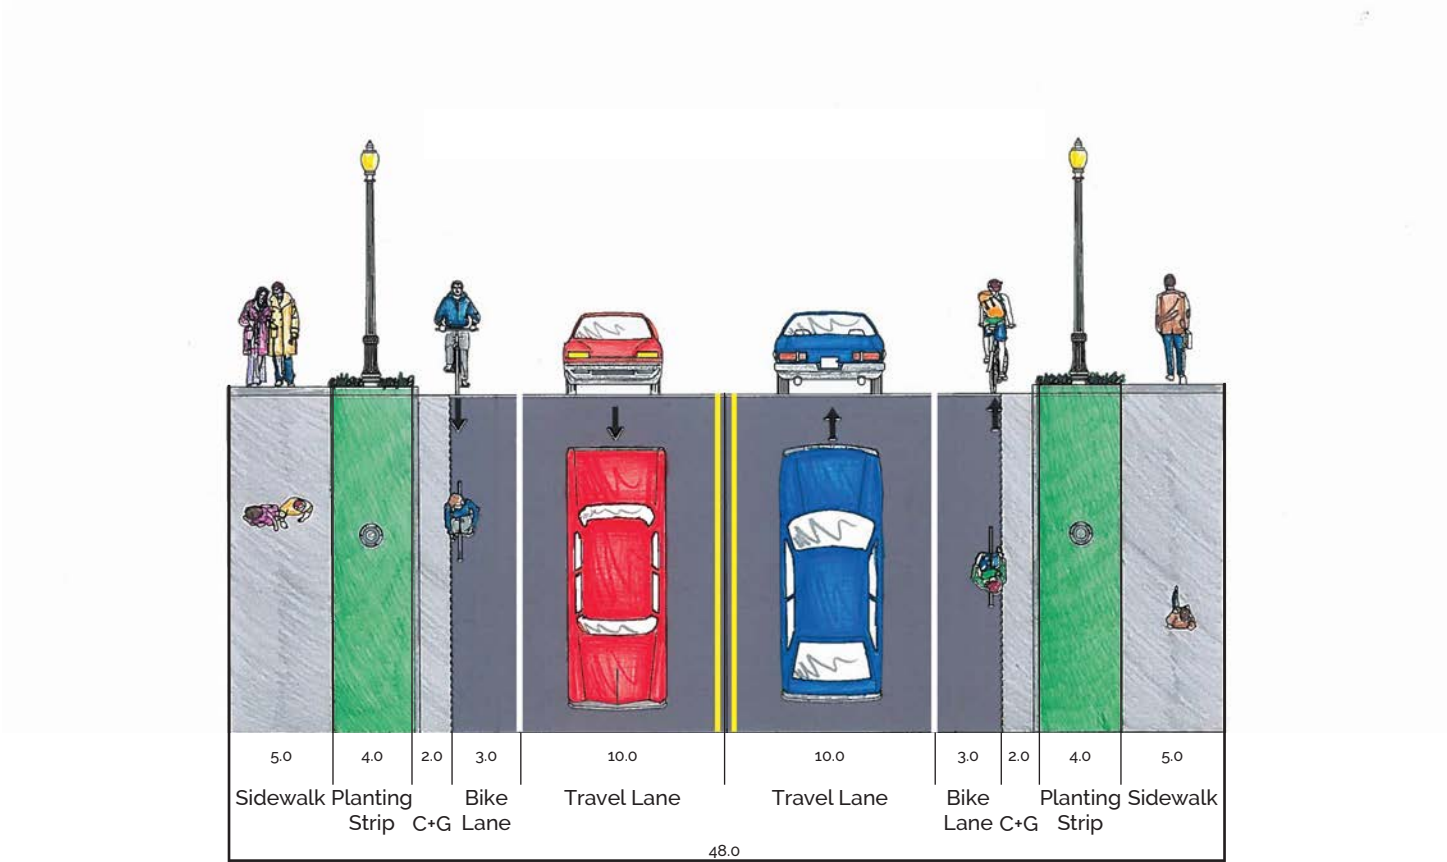 5.0 4.0 2.0 3.0 10.0 10.0 3.0 2.0 4.0 5.0
Sidewalk Planting Bike Travel Lane Travel Lane Bike Planting Sidewalk
Strip C+G Lane Lane C+G Strip
48.0